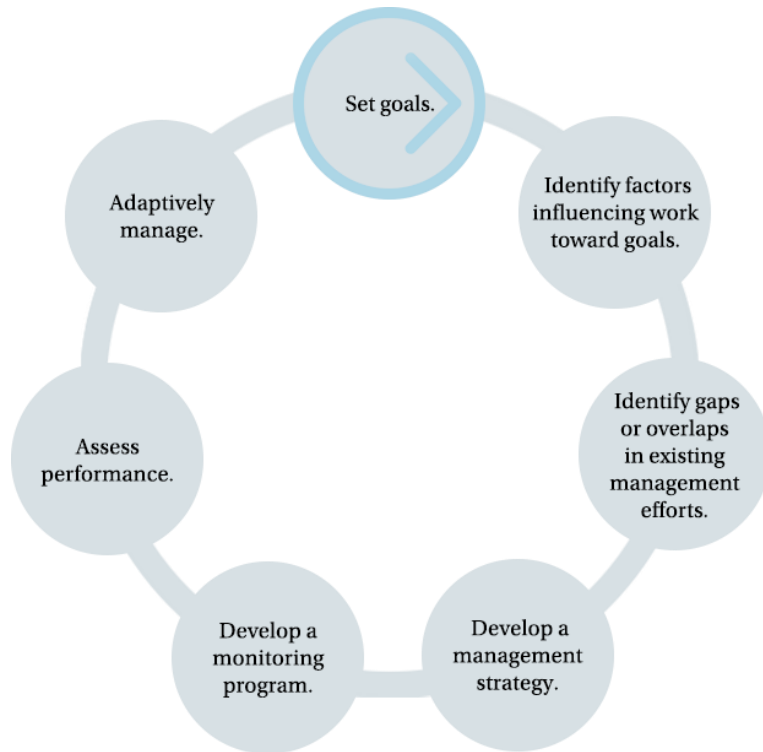 Set goals.
Identify factors
influencing work
toward goals.
Identify gaps
or overlaps
in existing
management
efforts.
Develop a
management
strategy.
Develop a
monitoring
program.
Assess
performance.
Adaptively
manage.